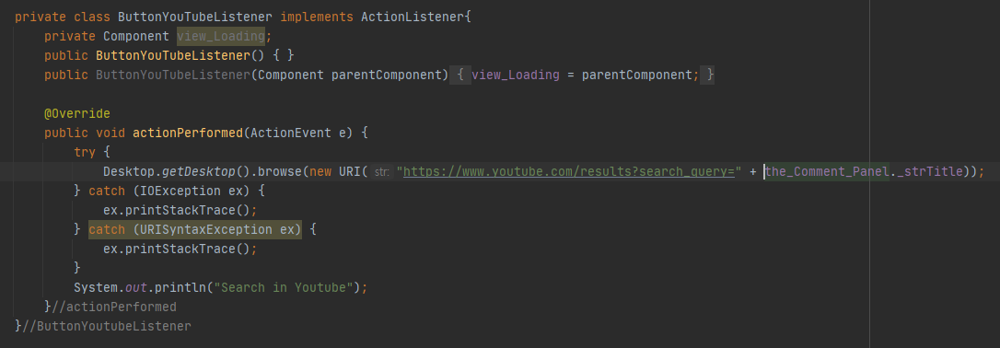 private class ButtonYouTubeListener implements ActionListener{
    private Component view_Loading;
    public ButtonYouTubeListener() { }
    public ButtonYouTubeListener(Component parentComponent) { view_Loading = parentComponent; }

    @Override
    public void actionPerformed(ActionEvent e) {
        try {
            Desktop.getDesktop().browse(new URI( str: "https://www.youtube.com/results?search_query=" + the_Comment_Panel._strTitle));
        } catch (IOException ex) {
            ex.printStackTrace();
        } catch (URISyntaxException ex) {
            ex.printStackTrace();
        }
        System.out.println("Search in Youtube");
    }//actionPerformed
}//ButtonYoutubeListener